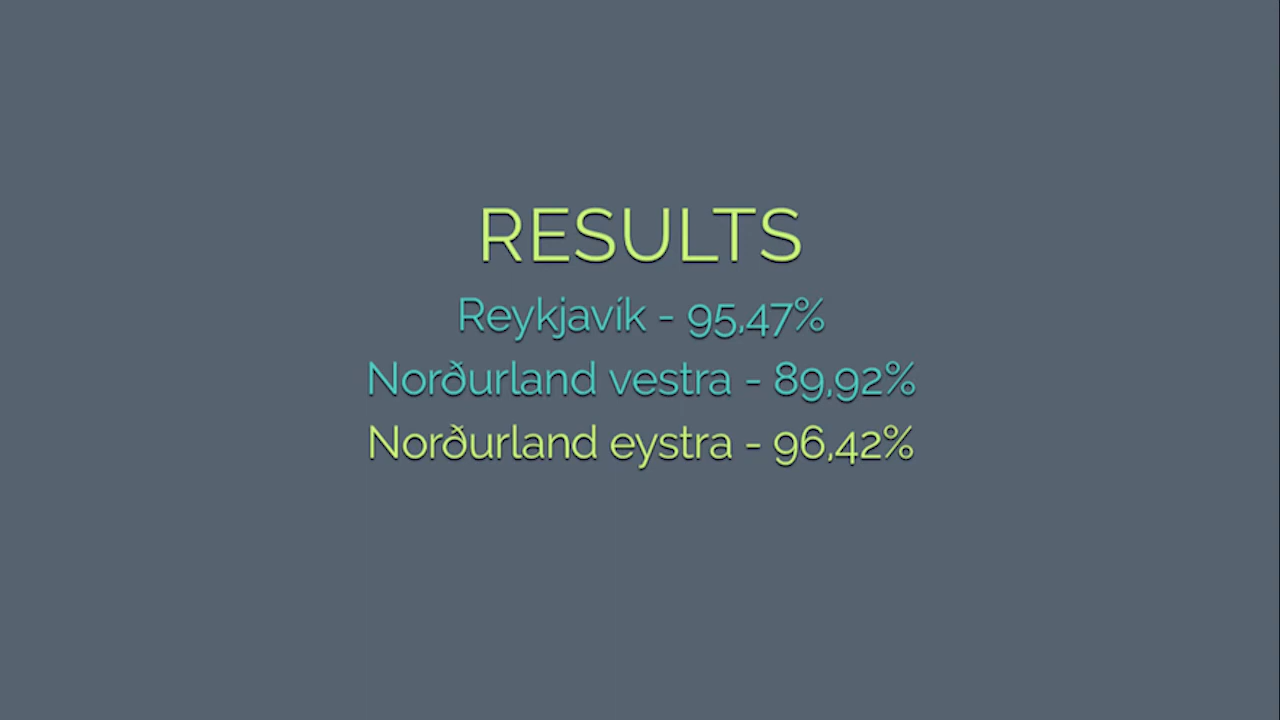 RESULTS
Reykjavík - 95,47%
Norðurland vestra - 89,92%
Norðurland eystra - 96,42%